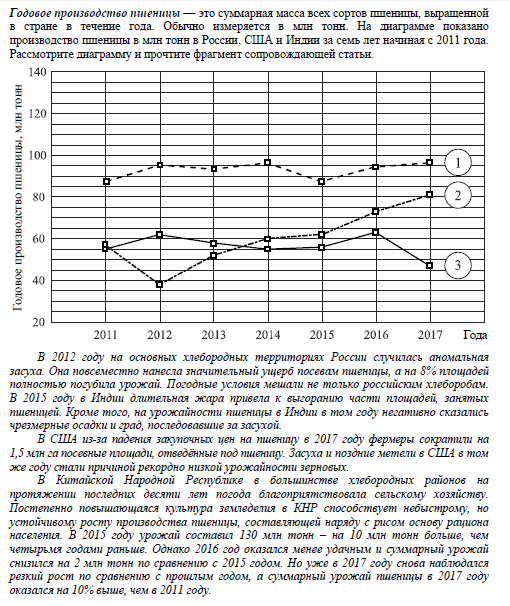 Годовое производство пшеницы — это суммарная масса всех сортов пшеницы, выращенной
в стране в течение года. Обычно измеряется в млн тонн. На диаграмме показано
производство пшеницы в млн тонн в России, США и Индии за семь лет начиная с 2011 года.
Рассмотрите диаграмму и прочтите фрагмент сопровождающей статьи.
Годовое производство пшеницы, млн тонн
140
120
100
80
60
40
20
1
2
3
2011 2012 2013 2014 2015 2016 2017 Года
В 2012 году на основных хлебородных территориях России случилась аномальная
засуха. Она повсеместно нанесла значительный ущерб посевам пшеницы, а на 8% площадей
полностью погубила урожай. Погодные условия мешали не только российским хлеборобам.
В 2015 году в Индии длительная жара привела к выгоранию части площадей, занятых
пшеницей. Кроме того, на урожайности пшеницы в Индии в том году негативно сказались
чрезмерные осадки и град, последовавшие за засухой.
В США из-за падения закупочных цен на пшеницу в 2017 году фермеры сократили на
1,5 млн га посевные площади, отведённые под пшеницу. Засуха и поздние метели в США в том
же году стали причиной рекордно низкой урожайности зерновых.
В Китайской Народной Республике в большинстве хлебородных районов на
протяжении последних десяти лет погода благоприятствовала сельскому хозяйству.
Постепенно повышающаяся культура земледелия в КНР способствует небыстрому, но
устойчивому росту производства пшеницы, составляющей наряду с рисом основу рациона
населения. В 2015 году урожай составил 130 млн тонн – на 10 млн тонн больше, чем
четырьмя годами раньше. Однако 2016 год оказался менее удачным и суммарный урожай
снизился на 2 млн тонн по сравнению с 2015 годом. Но уже в 2017 году снова наблюдался
резкий рост по сравнению с прошлым годом, а суммарный урожай пшеницы в 2017 году
оказался на 10% выше, чем в 2011 году.